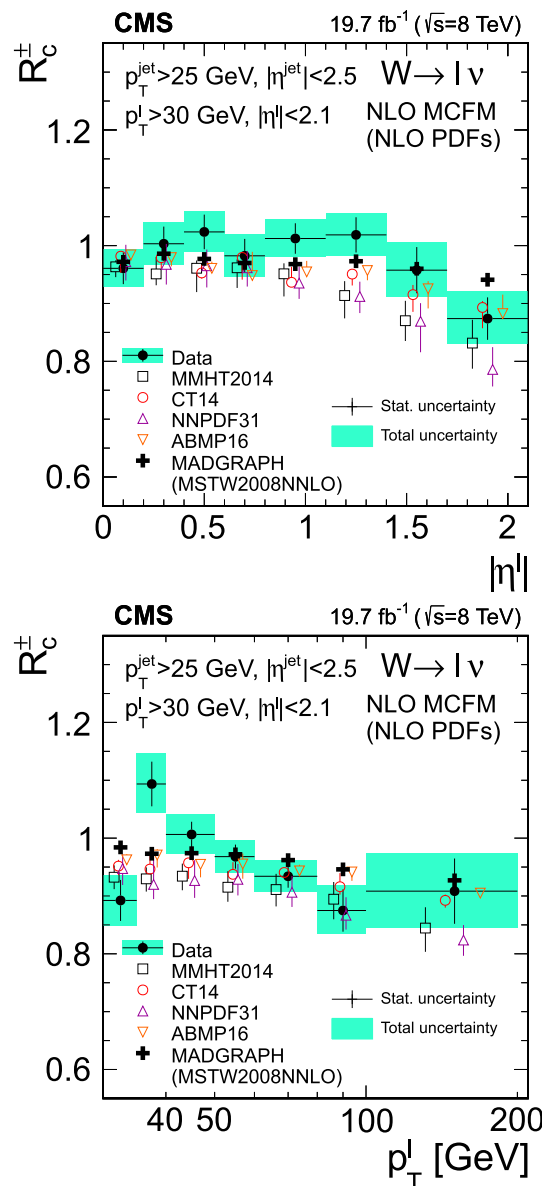 CMS 19.7 fb⁻¹ (√s=8 TeV)
R_c^±
p_T^jet>25 GeV, |η^jet|<2.5 W→l ν
p_T^l>30 GeV, |η^l|<2.1 NLO MCFM
(NLO PDFs)
1.2
1
0.8
0.6
Data
MMHT2014
CT14
NNPDF31
ABMP16
MADGRAPH
(MSTW2008NNLO)
Stat. uncertainty
Total uncertainty
0 0.5 1 1.5 2
|η^l|
CMS 19.7 fb⁻¹ (√s=8 TeV)
R_c^±
p_T^jet>25 GeV, |η^jet|<2.5 W→l ν
p_T^l>30 GeV, |η^l|<2.1 NLO MCFM
(NLO PDFs)
1.2
1
0.8
0.6
Data
MMHT2014
CT14
NNPDF31
ABMP16
MADGRAPH
(MSTW2008NNLO)
Stat. uncertainty
Total uncertainty
40 50 100 200
p_T^l [GeV]